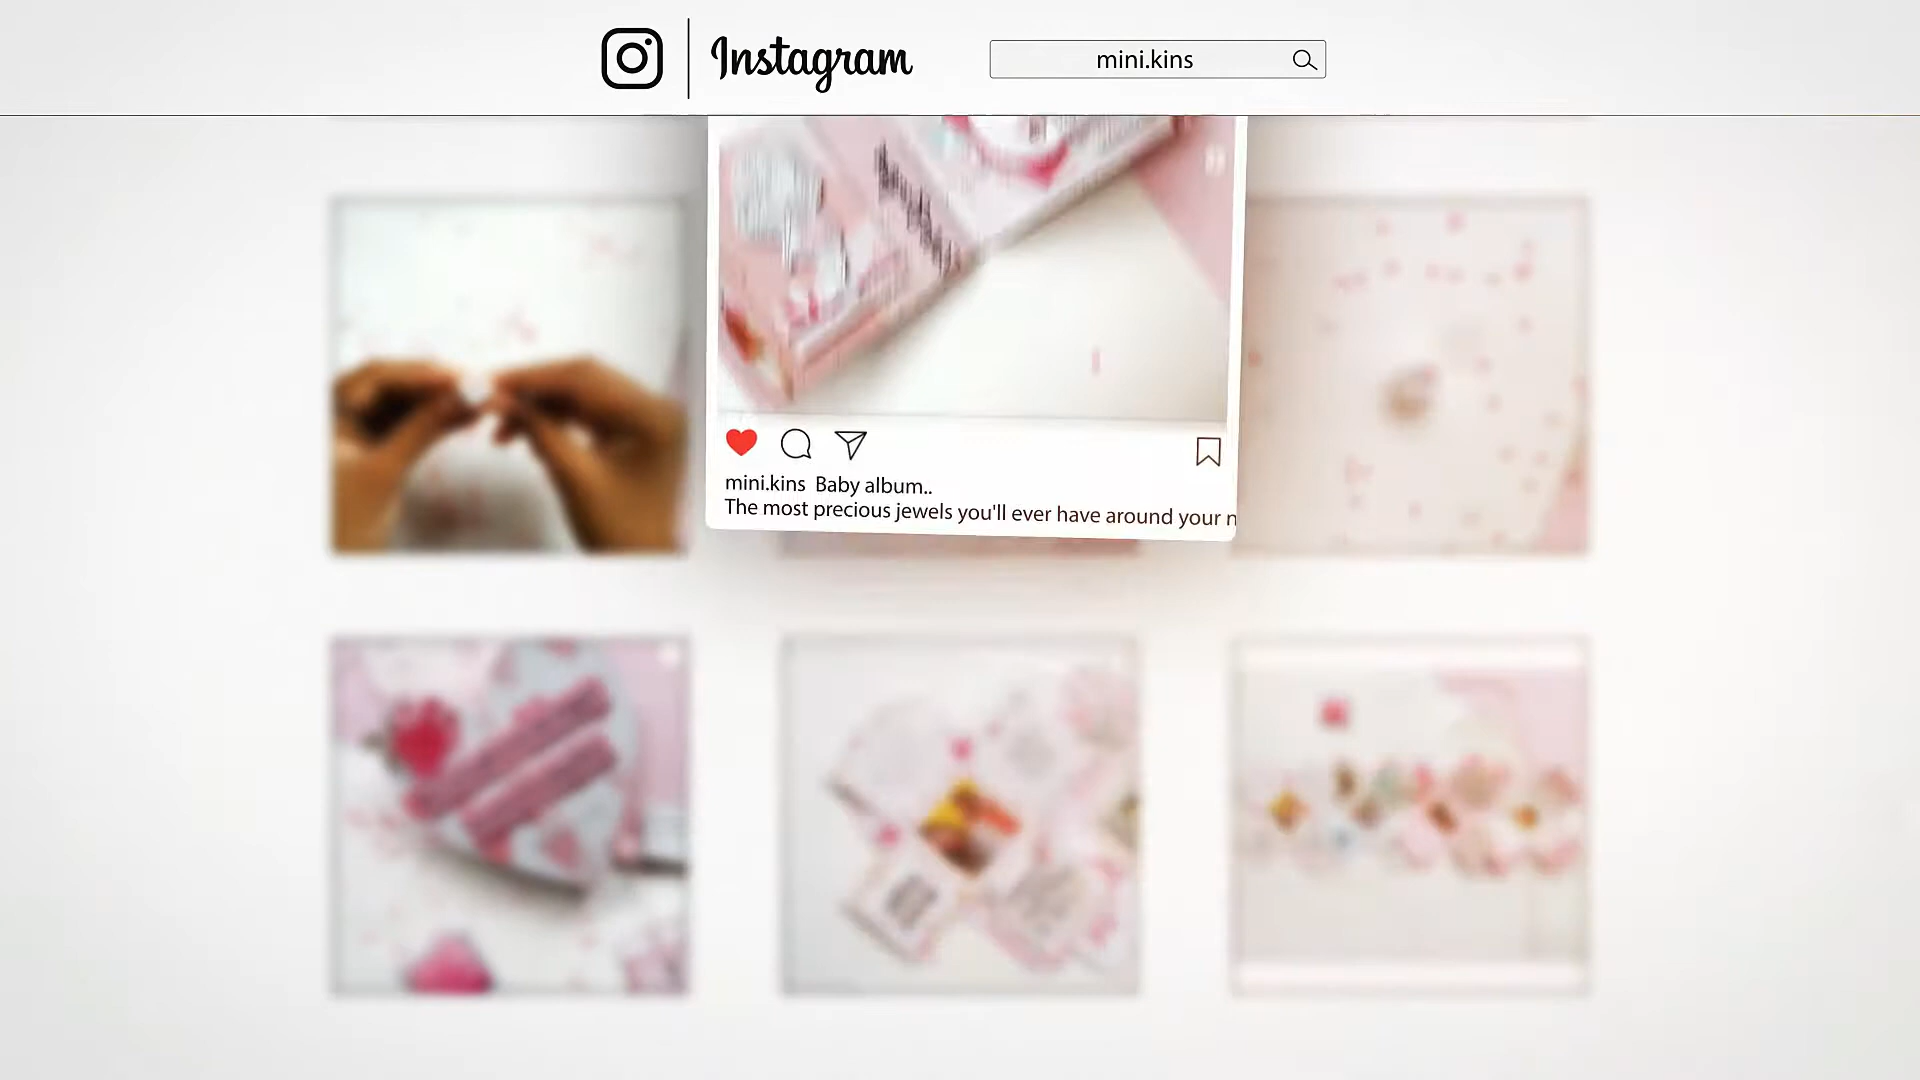 Instagram
mini.kins
mini.kins Baby album..
The most precious jewels you'll ever have around your n